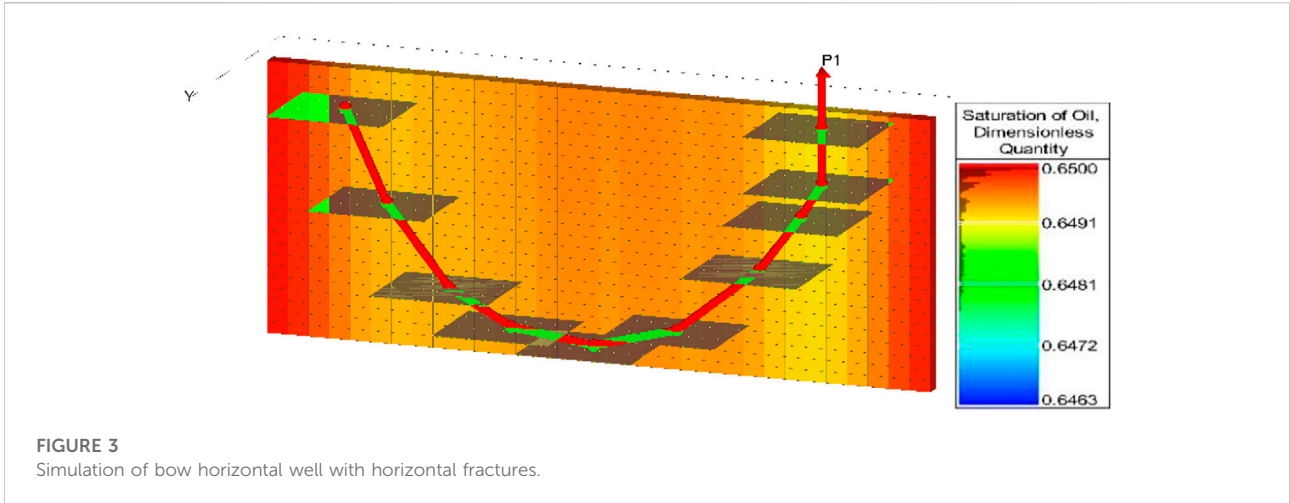 P1
Y
Saturation of Oil,
Dimensionless
Quantity
0.6500
0.6491
0.6481
0.6472
0.6463
FIGURE 3
Simulation of bow horizontal well with horizontal fractures.